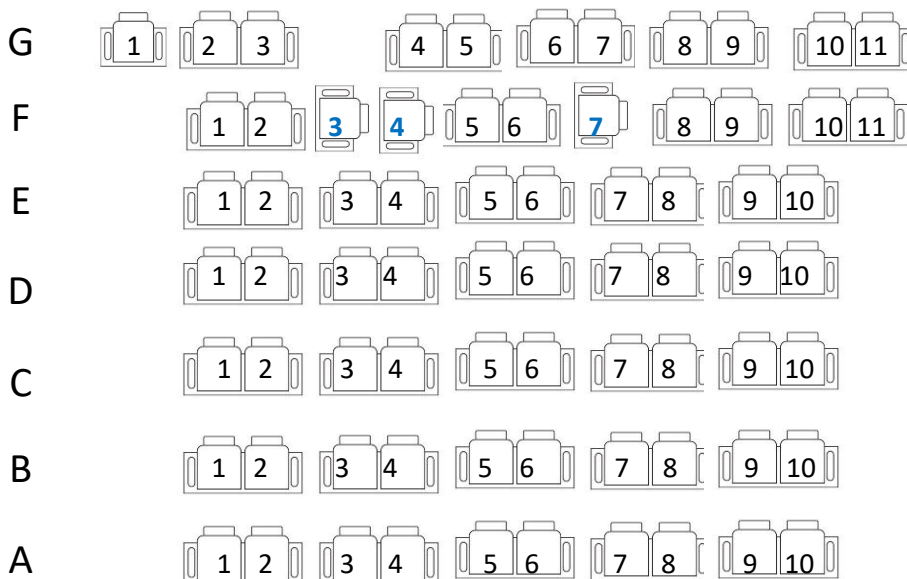 G 1 2 3 4 5 6 7 8 9 10 11
F 1 2 3 4 5 6 7 8 9 10 11
E 1 2 3 4 5 6 7 8 9 10
D 1 2 3 4 5 6 7 8 9 10
C 1 2 3 4 5 6 7 8 9 10
B 1 2 3 4 5 6 7 8 9 10
A 1 2 3 4 5 6 7 8 9 10